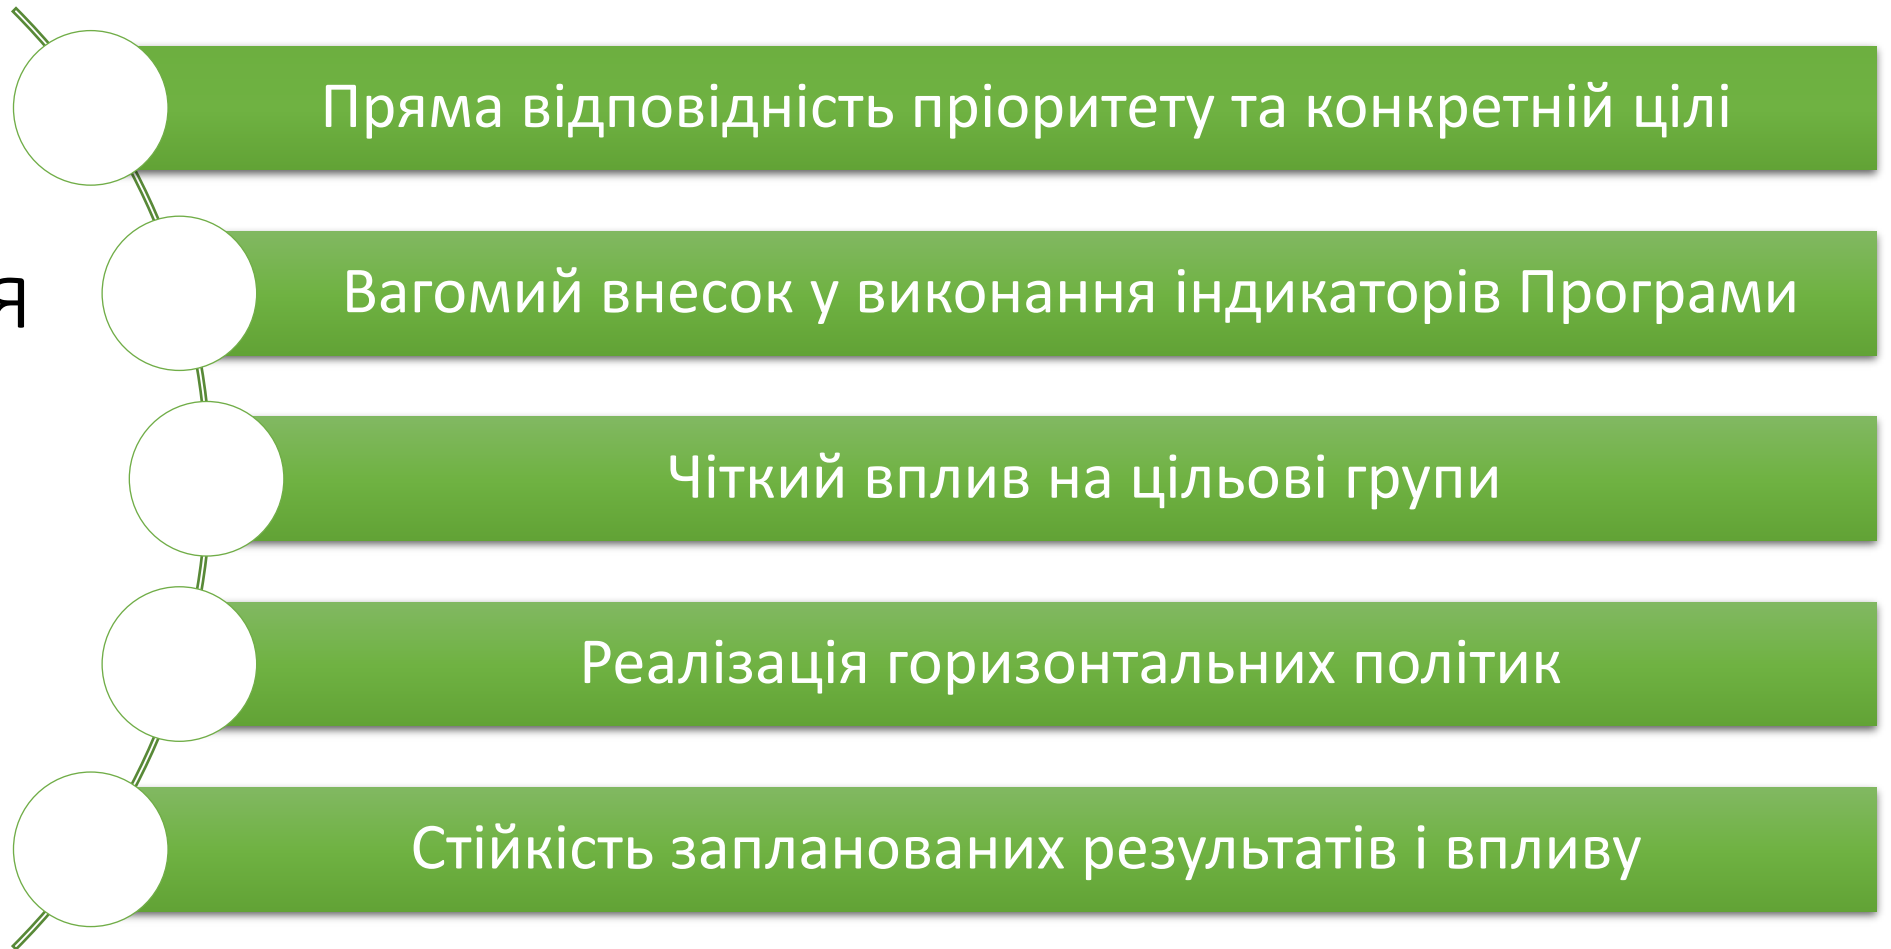 Пряма відповідність пріоритету та конкретній цілі
я
Вагомий внесок у виконання індикаторів Програми
Чіткий вплив на цільові групи
Реалізація горизонтальних політик
Стійкість запланованих результатів і впливу